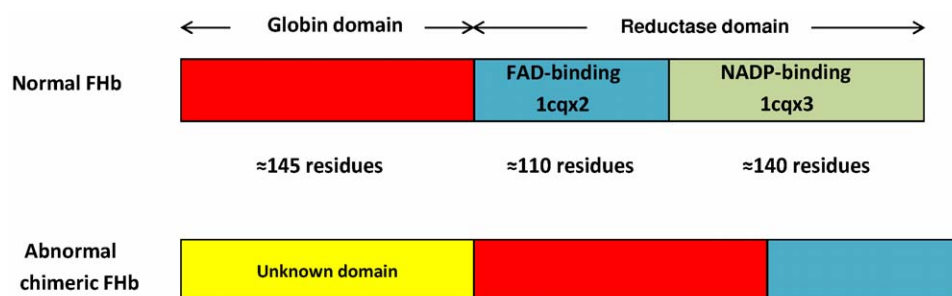 Globin domain
Reductase domain
Normal FHb
FAD-binding
1cqx2
NADP-binding
1cqx3
≈145 residues
≈110 residues
≈140 residues
Abnormal
chimeric FHb
Unknown domain